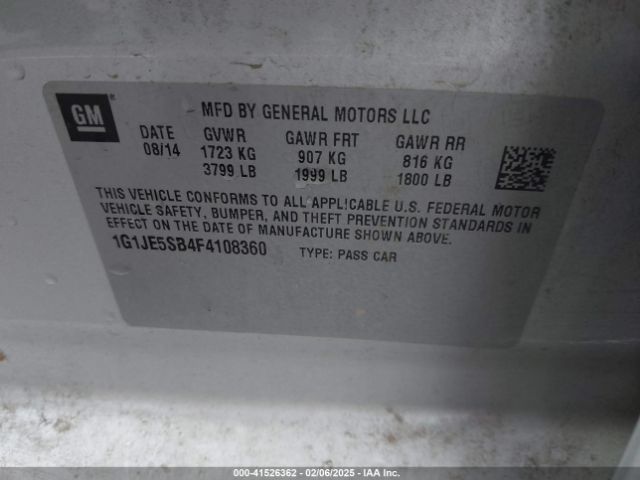 GM
MFD BY GENERAL MOTORS LLC
DATE GVWR GAWR FRT GAWR RR
08/14 1723 KG 907 KG 816 KG
3799 LB 1999 LB 1800 LB
THIS VEHICLE CONFORMS TO ALL APPLICABLE U.S. FEDERAL MOTOR
VEHICLE SAFETY, BUMPER, AND THEFT PREVENTION STANDARDS IN
EFFECT ON THE DATE OF MANUFACTURE SHOWN ABOVE.
1G1JE5SB4F4108360 TYPE: PASS CAR
000-41526362 - 02/06/2025 - IAA Inc.